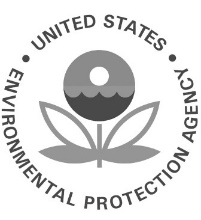 UNITED STATES
ENVIRONMENTAL PROTECTION AGENCY